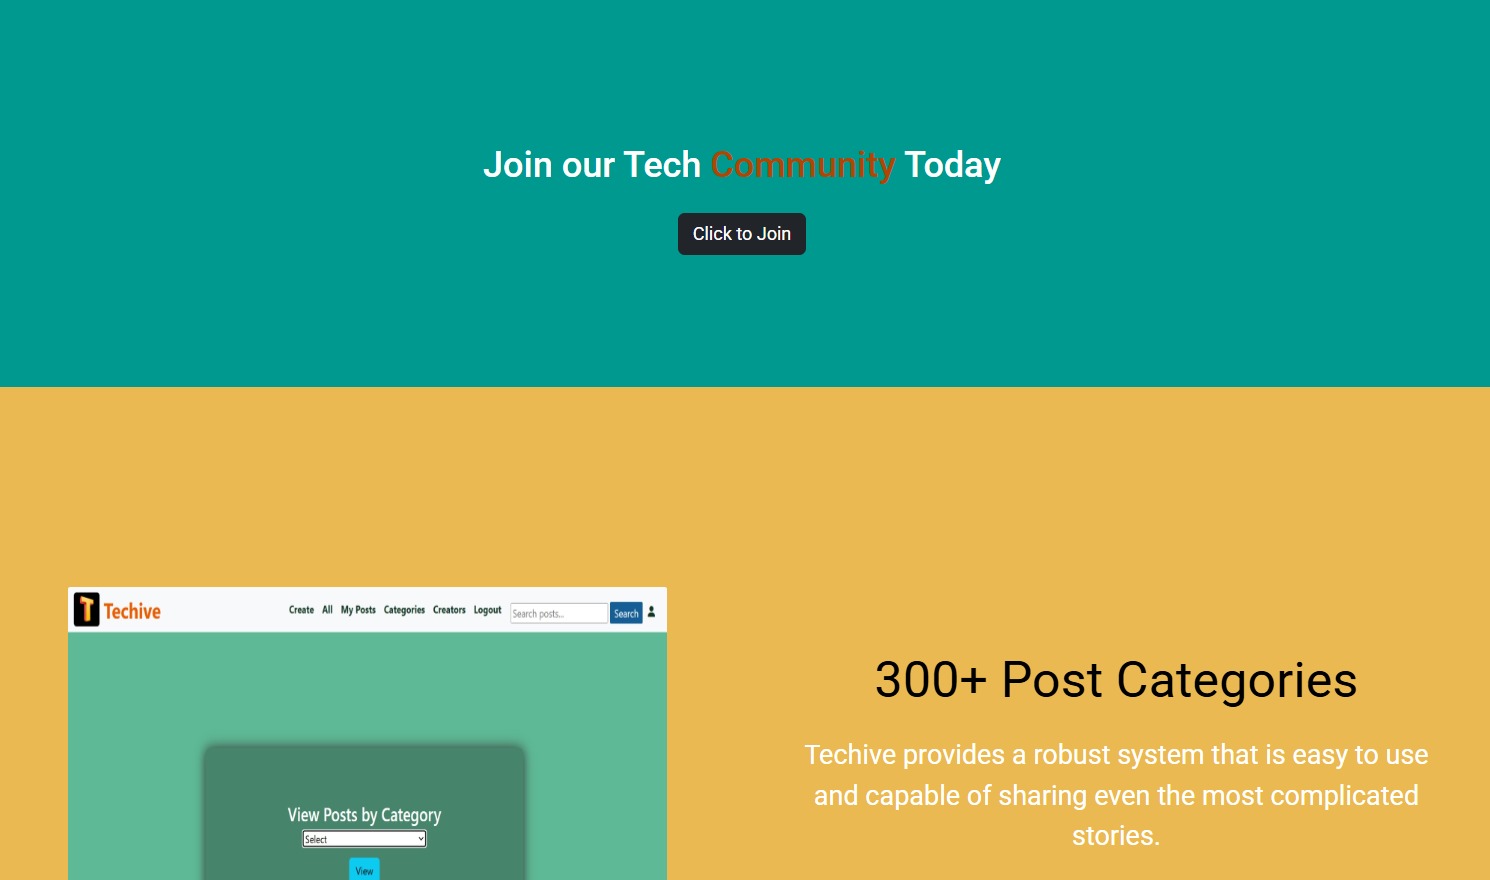 Join our Tech Community Today
Click to Join
Techive
Create All My Posts Categories Creators Logout Search posts... Search
300+ Post Categories
Techive provides a robust system that is easy to use
and capable of sharing even the most complicated
stories.
View Posts by Category
Select
View